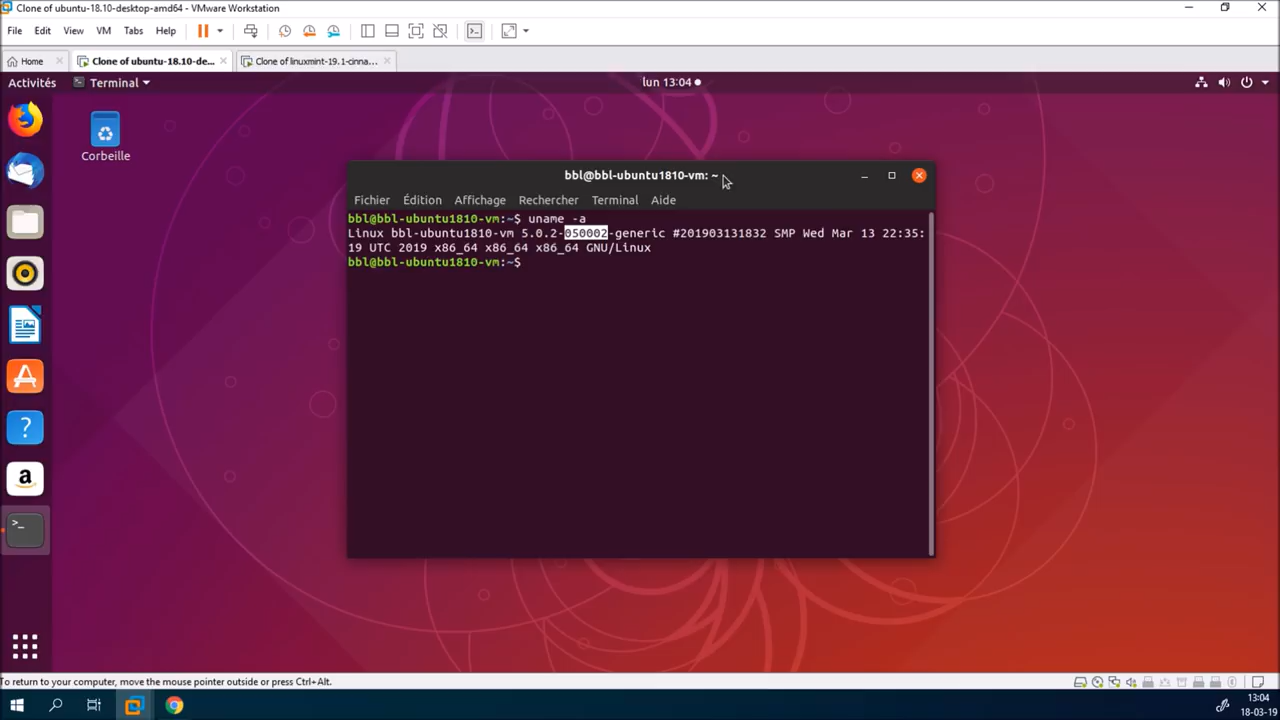 Clone of ubuntu-18.10-desktop-amd64 - VMware Workstation
File Edit View VM Tabs Help
Home Clone of ubuntu-18.10-de... Clone of linuxmint-19.1-cinna...
Activités Terminal lun 13:04
Corbeille
bbl@bbl-ubuntu1810-vm: ~
Fichier Édition Affichage Rechercher Terminal Aide
bbl@bbl-ubuntu1810-vm:~$ uname -a
Linux bbl-ubuntu1810-vm 5.0.2-050002-generic #201903131832 SMP Wed Mar 13 22:35:
19 UTC 2019 x86_64 x86_64 x86_64 GNU/Linux
bbl@bbl-ubuntu1810-vm:~$
To return to your computer, move the mouse pointer outside or press Ctrl+Alt.
13:04
18-03-19